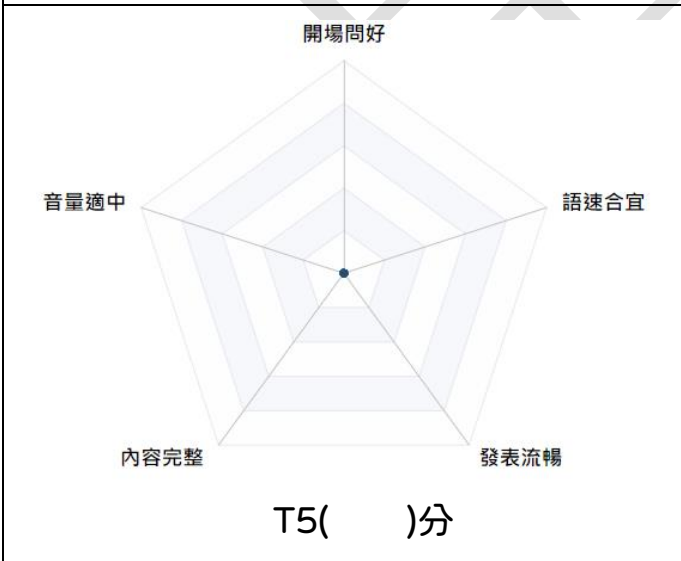 開場問好
音量適中
語速合宜
內容完整
發表流暢
T5( )分